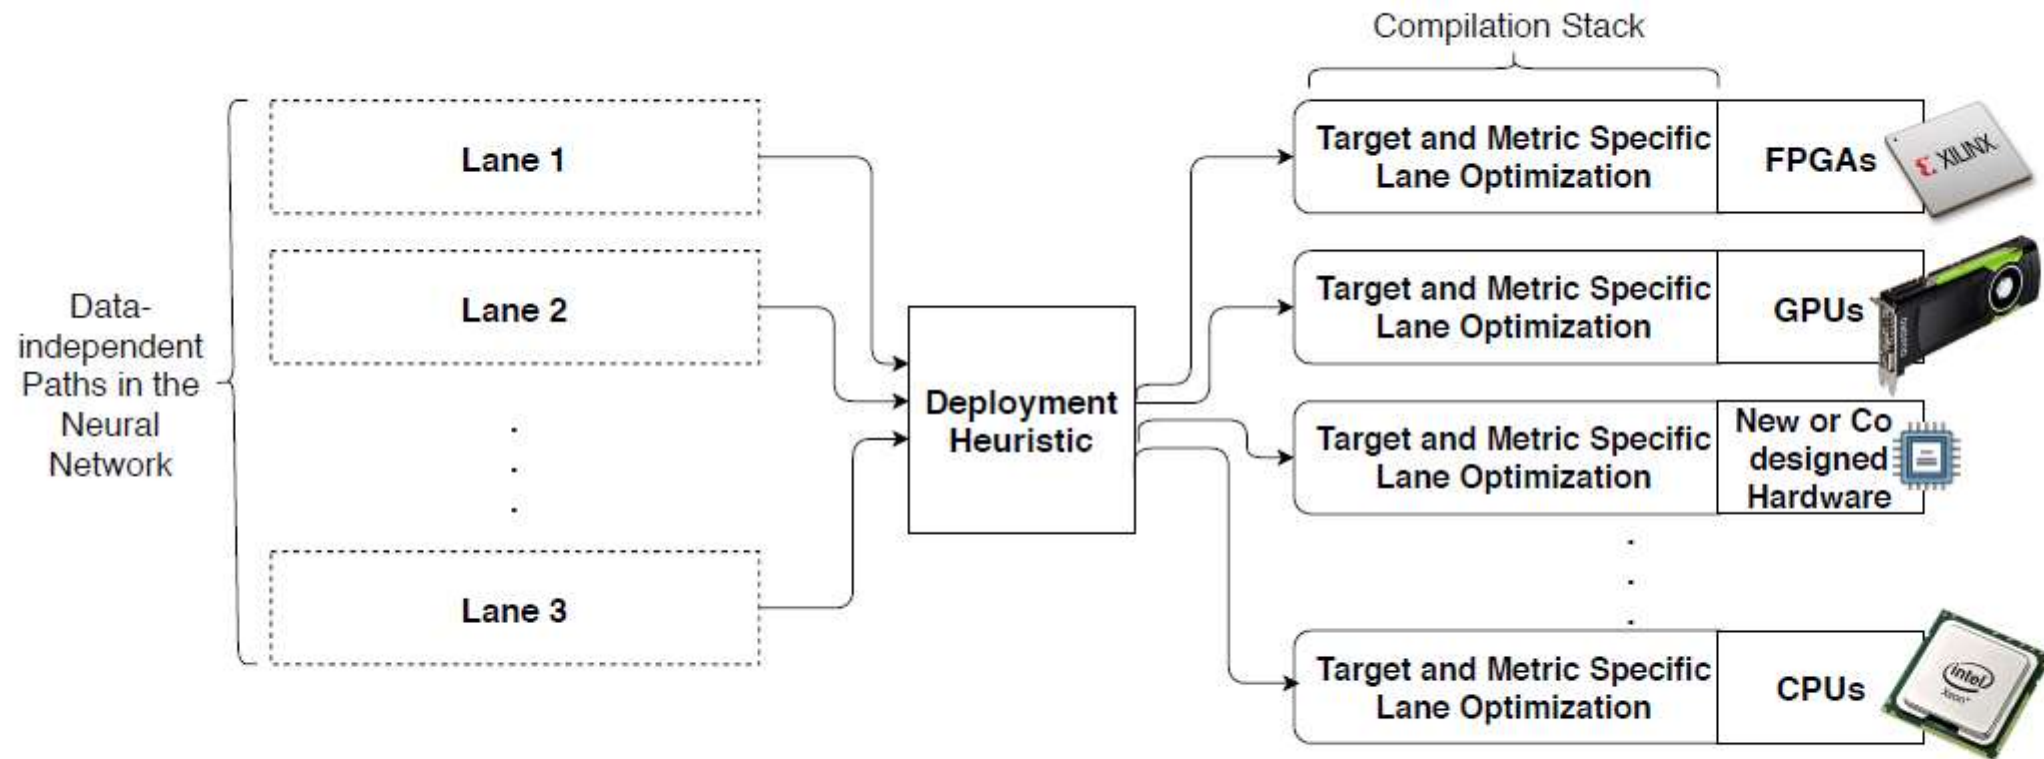 Compilation Stack
Data-
independent
Paths in the
Neural
Network
Lane 1
Lane 2
Lane 3
Deployment
Heuristic
Target and Metric Specific
Lane Optimization
FPGAs
XILINX
Target and Metric Specific
Lane Optimization
GPUs
Target and Metric Specific
Lane Optimization
New or Co
designed
Hardware
Target and Metric Specific
Lane Optimization
CPUs
intel
Xeon